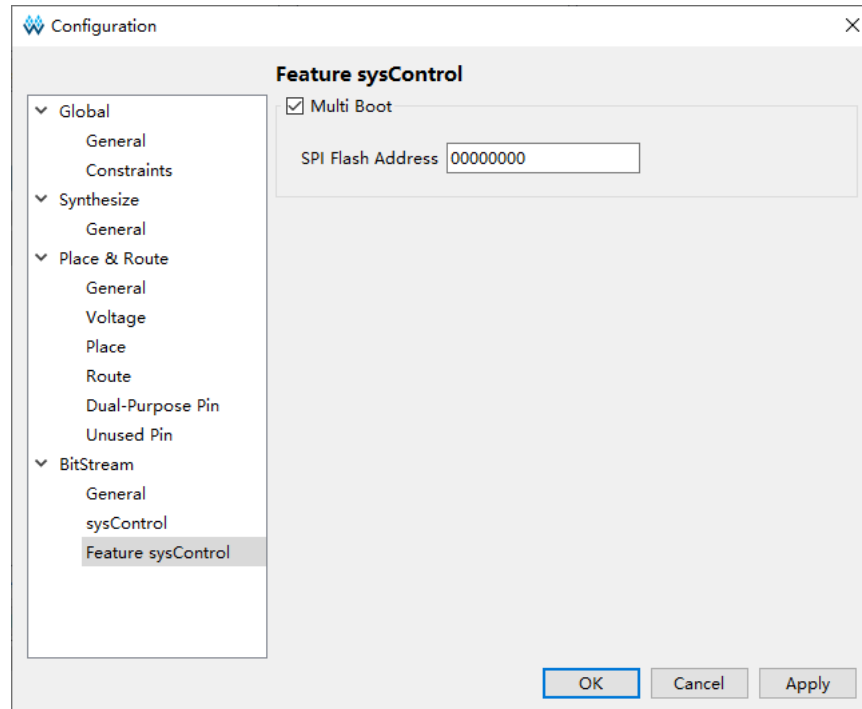 Configuration
Feature sysControl
Multi Boot
SPI Flash Address 00000000
Global
General
Constraints
Synthesize
General
Place & Route
General
Voltage
Place
Route
Dual-Purpose Pin
Unused Pin
BitStream
General
sysControl
Feature sysControl
OK Cancel Apply